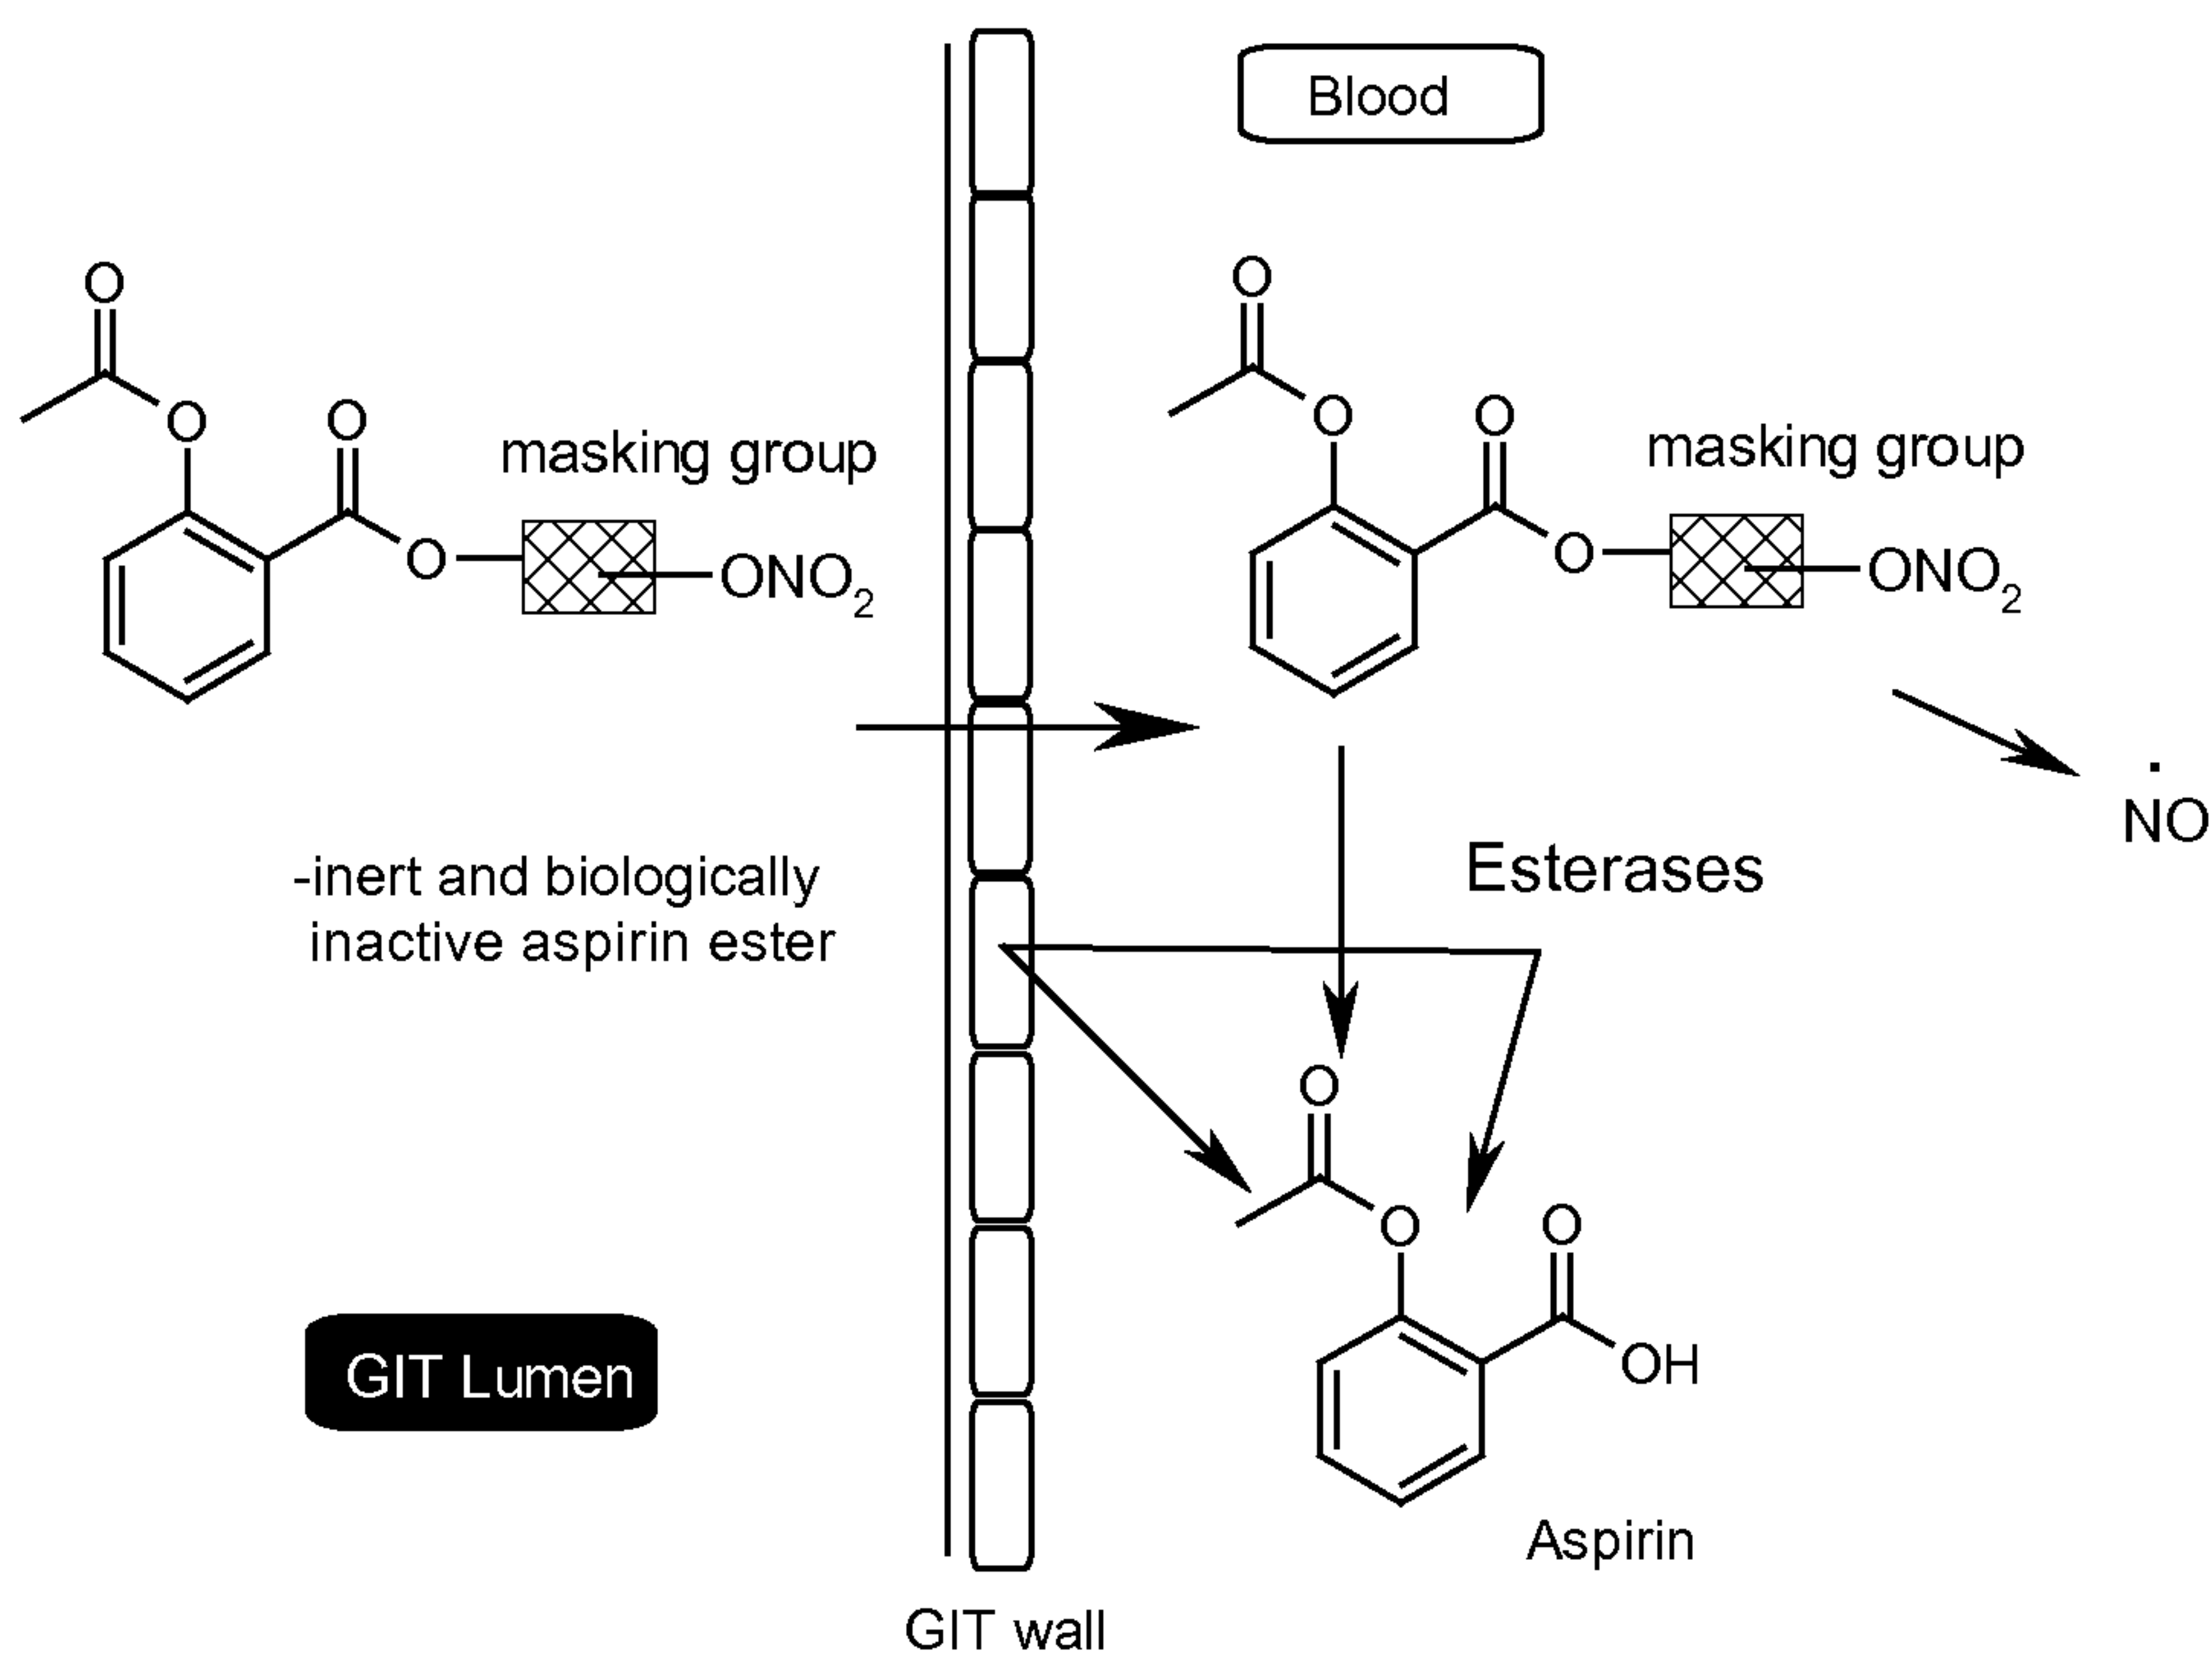 Blood
O
O
O
O
masking group
O
ONO2
O
O
masking group
O
ONO2
NO
-inert and biologically
inactive aspirin ester
Esterases
O
O
O
OH
GIT Lumen
Aspirin
GIT wall